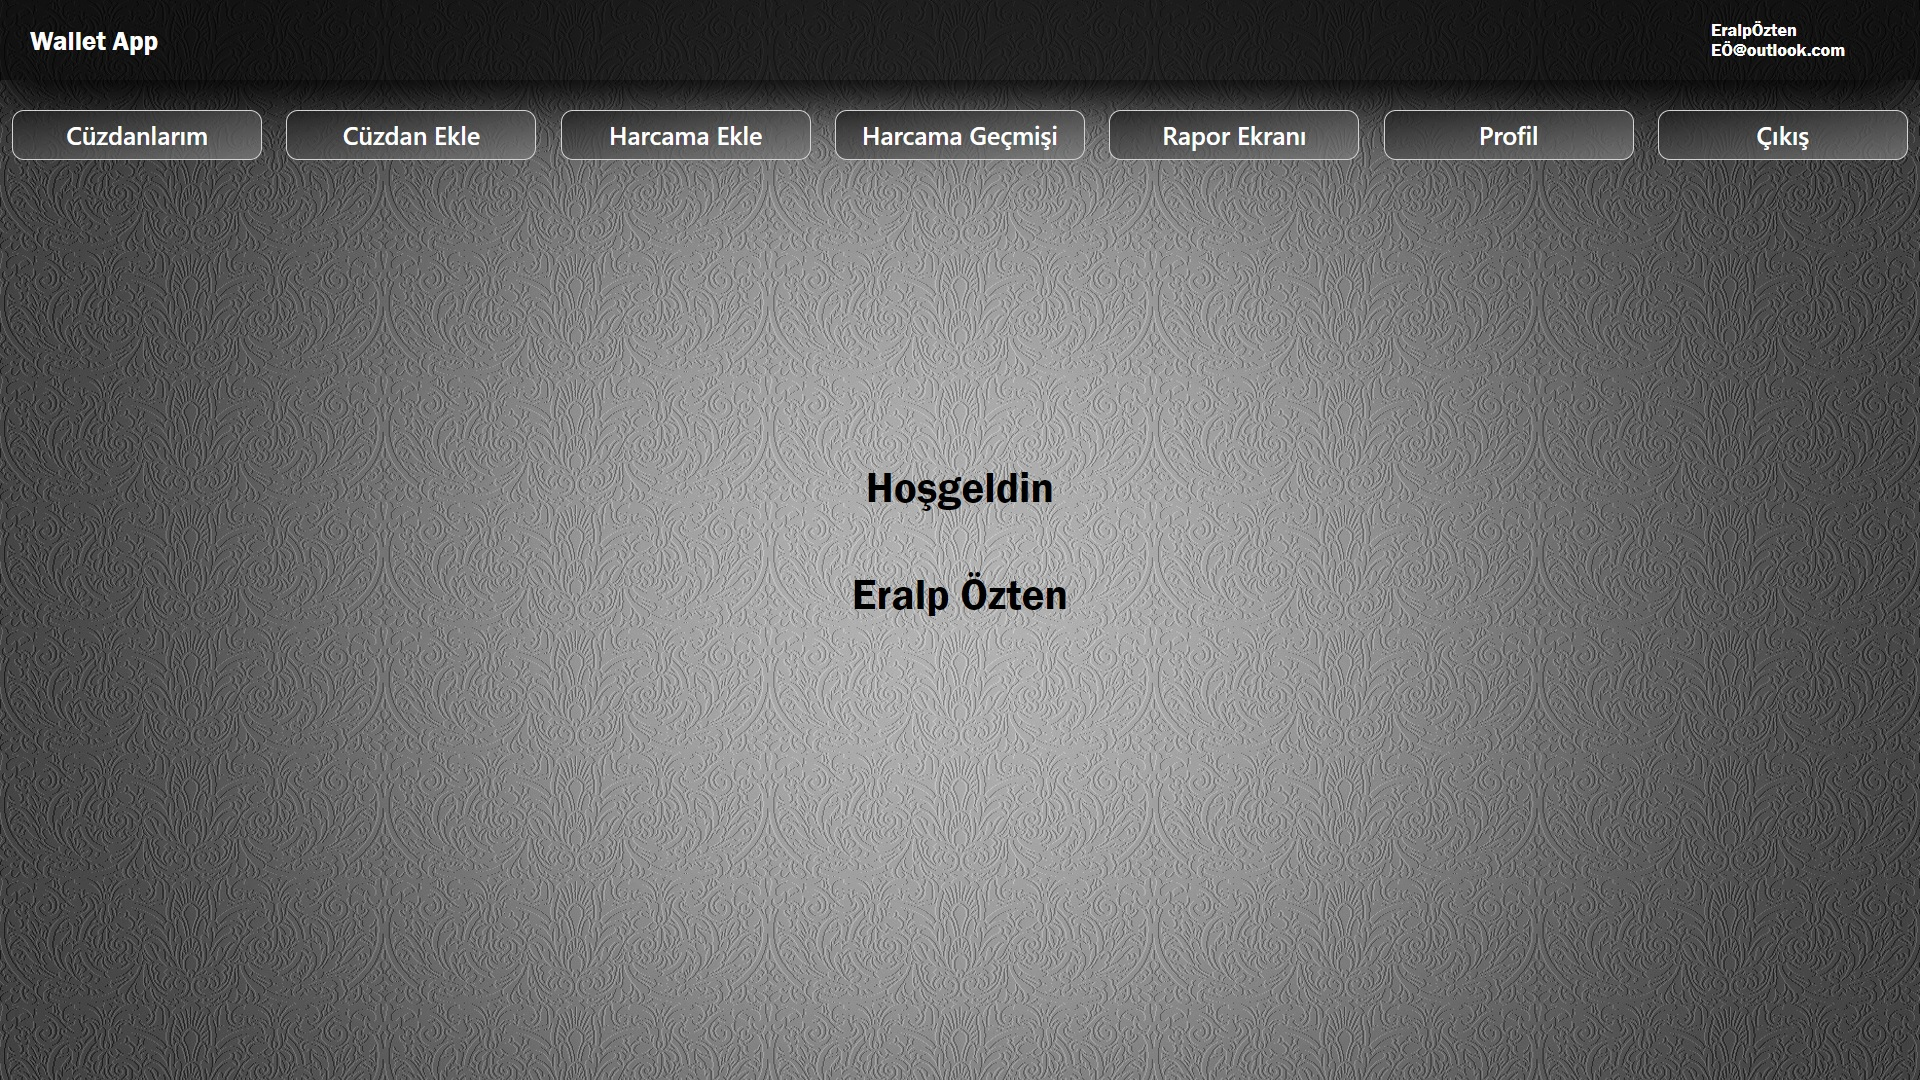 Wallet App
EralpÖzten
EÖ@outlook.com
Cüzdanlarım
Cüzdan Ekle
Harcama Ekle
Harcama Geçmişi
Rapor Ekranı
Profil
Çıkış
Hoşgeldin
Eralp Özten